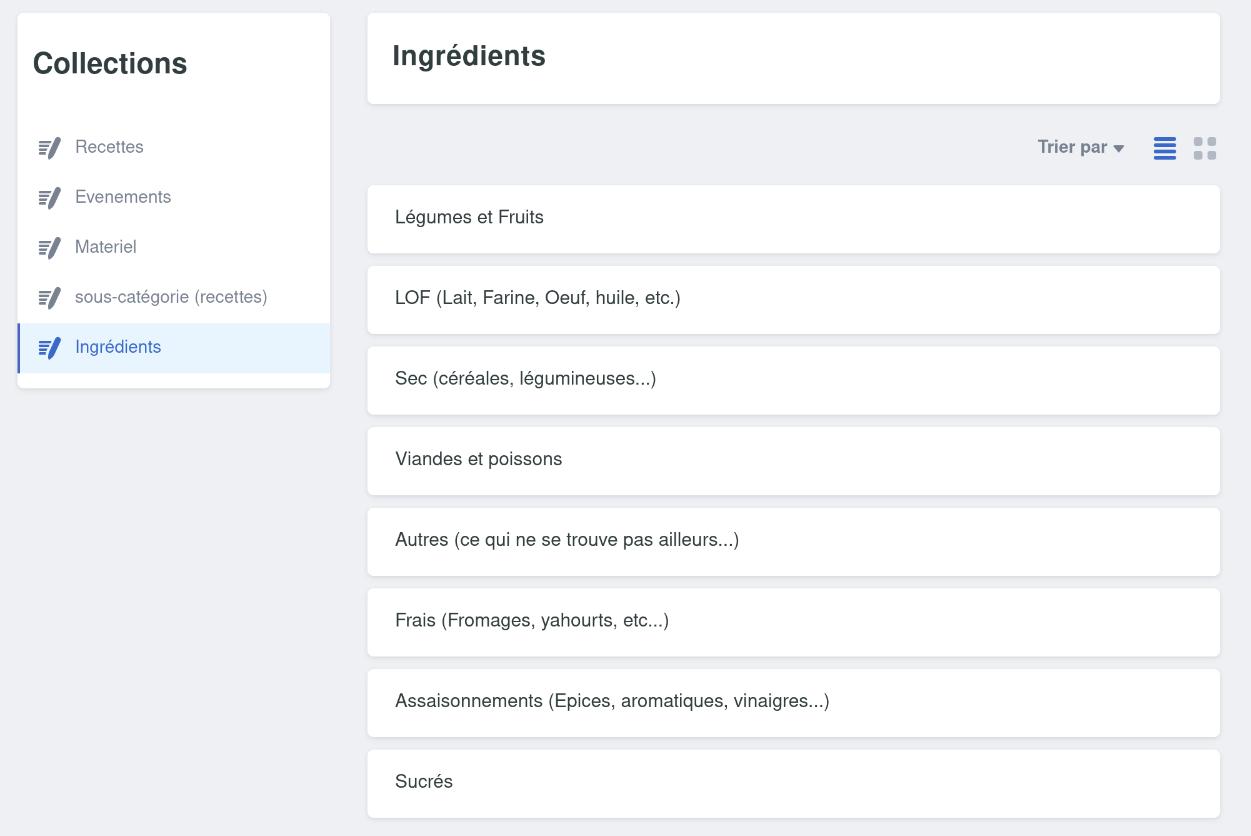 Collections
Recettes
Evenements
Materiel
sous-catégorie (recettes)
Ingrédients
Ingrédients
Trier par
Légumes et Fruits
LOF (Lait, Farine, Oeuf, huile, etc.)
Sec (céréales, légumineuses...)
Viandes et poissons
Autres (ce qui ne se trouve pas ailleurs...)
Frais (Fromages, yahourts, etc...)
Assaisonnements (Epices, aromatiques, vinaigres...)
Sucrés